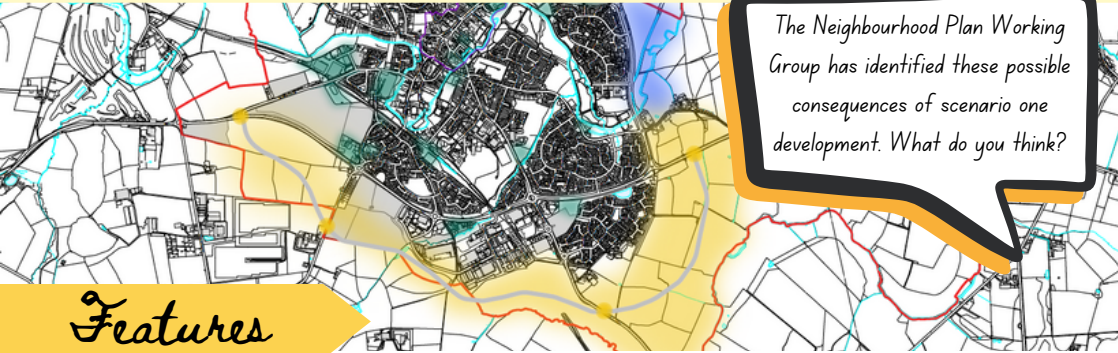 The Neighbourhood Plan Working
Group has identified these possible
consequences of scenario one
development. What do you think?
Features